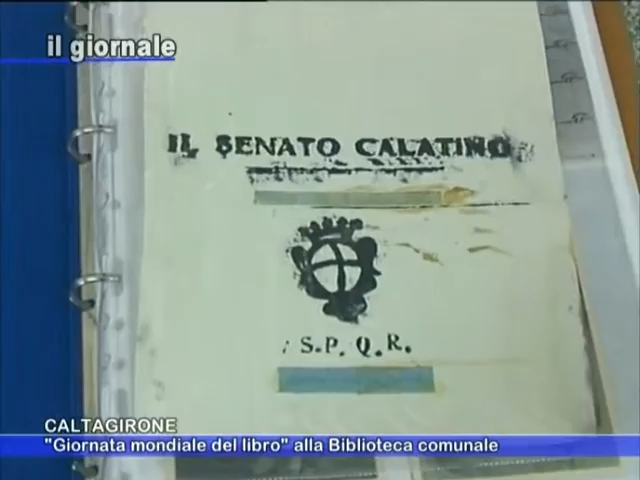 il giornale
IL SENATO CALATINO
S.P.Q.R.
CALTAGIRONE
"Giornata mondiale del libro" alla Biblioteca comunale